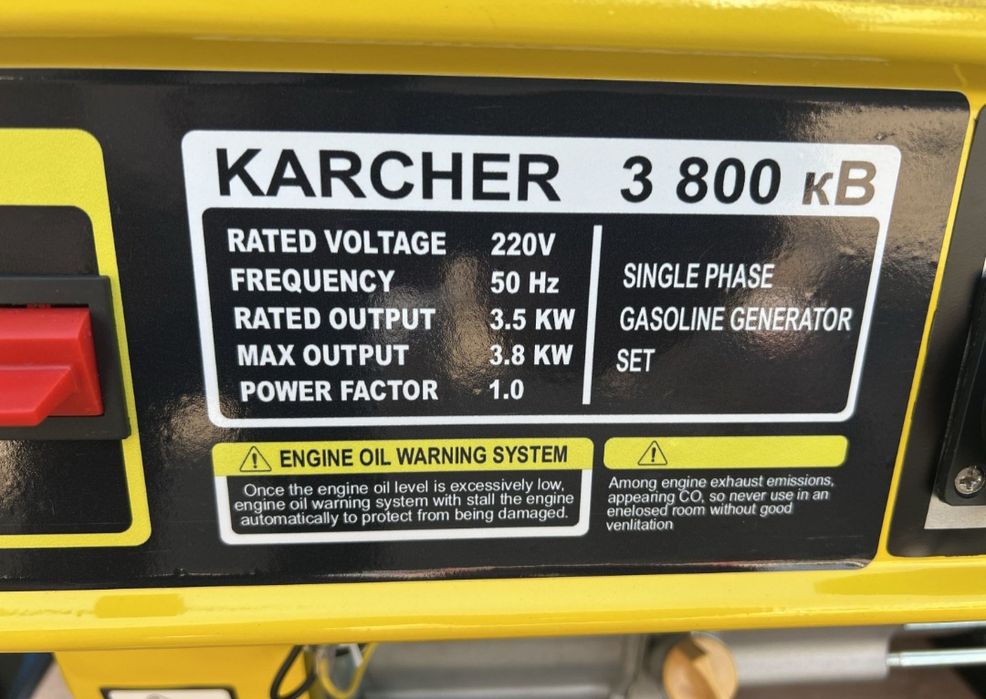 KARCHER 3 800 кВ
RATED VOLTAGE 220V
FREQUENCY 50 Hz
RATED OUTPUT 3.5 KW
MAX OUTPUT 3.8 KW
POWER FACTOR 1.0
SINGLE PHASE
GASOLINE GENERATOR
SET
ENGINE OIL WARNING SYSTEM
Once the engine oil level is excessively low,
engine oil warning system with stall the engine
automatically to protect from being damaged.
Among engine exhaust emissions,
appearing CO, so never use in an
enelosed room without good
venlitation